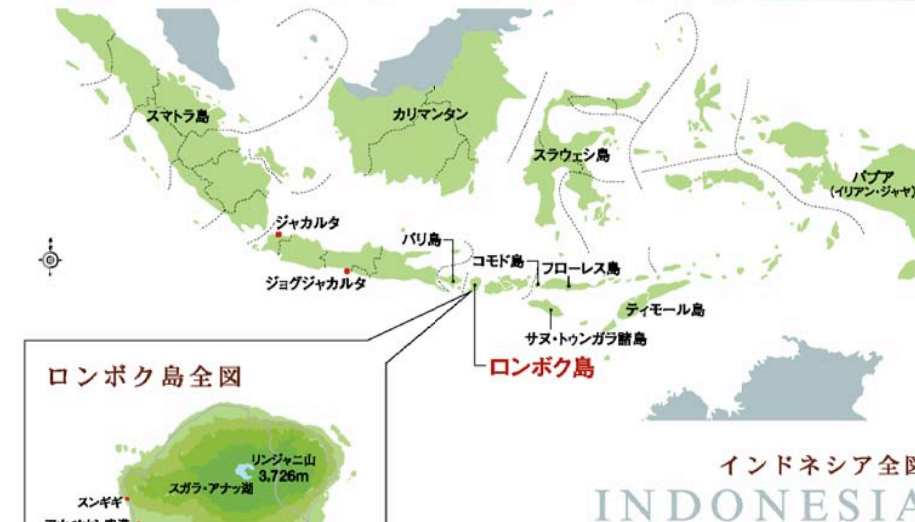 スマトラ島
カリマンタン
スラウェシ島
パプア
(イリアン・ジャヤ)
ジャカルタ
バリ島
コモド島
フローレス島
ジョグジャカルタ
ティモール島
サヌ・トゥンガラ諸島
ロンボク島
ロンボク島全図
リンジャニ山
3,726m
スガラ・アナッ湖
スンギギ
インドネシア全図
INDONESIA